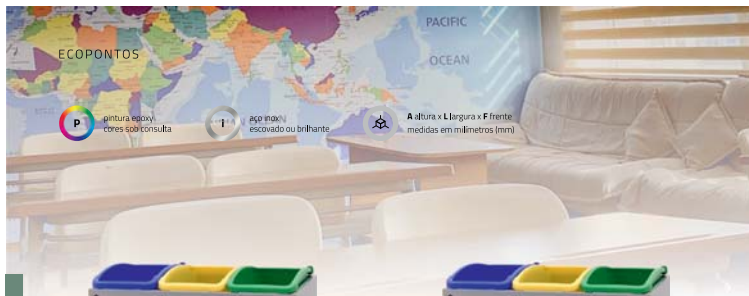 PACIFIC
OCEAN
ECOPONTOS
P
pintura epoxy
cores sob consulta
i
aço inox
escovado ou brilhante
A altura x L largura x F frente
medidas em milímetros (mm)